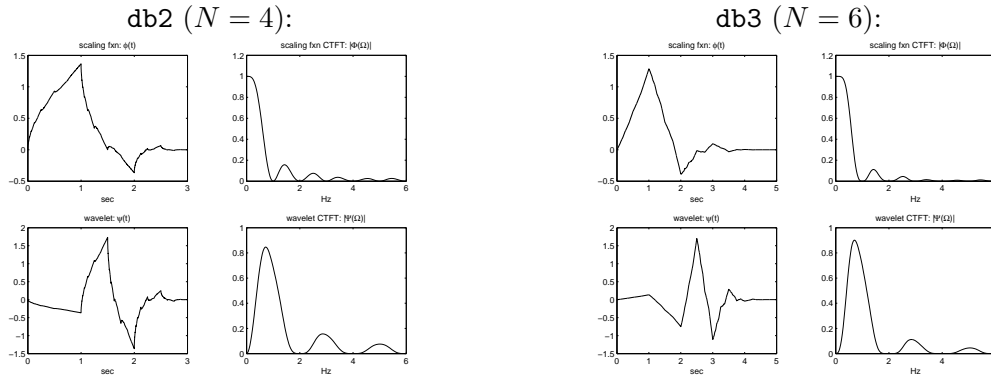 db2 (N = 4):
scaling fxn: ϕ(t)
1.5
1
0.5
0
−0.5
0 1 2 3
sec
scaling fxn CTFT: |Φ(Ω)|
1.2
1
0.8
0.6
0.4
0.2
0
0 2 4 6
Hz
wavelet: ψ(t)
2
1.5
1
0.5
0
−0.5
−1
−1.5
0 1 2 3
sec
wavelet CTFT: |Ψ(Ω)|
1
0.8
0.6
0.4
0.2
0
0 2 4 6
Hz
db3 (N = 6):
scaling fxn: ϕ(t)
1.5
1
0.5
0
−0.5
0 1 2 3 4 5
sec
scaling fxn CTFT: |Φ(Ω)|
1.2
1
0.8
0.6
0.4
0.2
0
0 2 4
Hz
wavelet: ψ(t)
2
1.5
1
0.5
0
−0.5
−1
−1.5
0 1 2 3 4 5
sec
wavelet CTFT: |Ψ(Ω)|
1
0.8
0.6
0.4
0.2
0
0 2 4
Hz